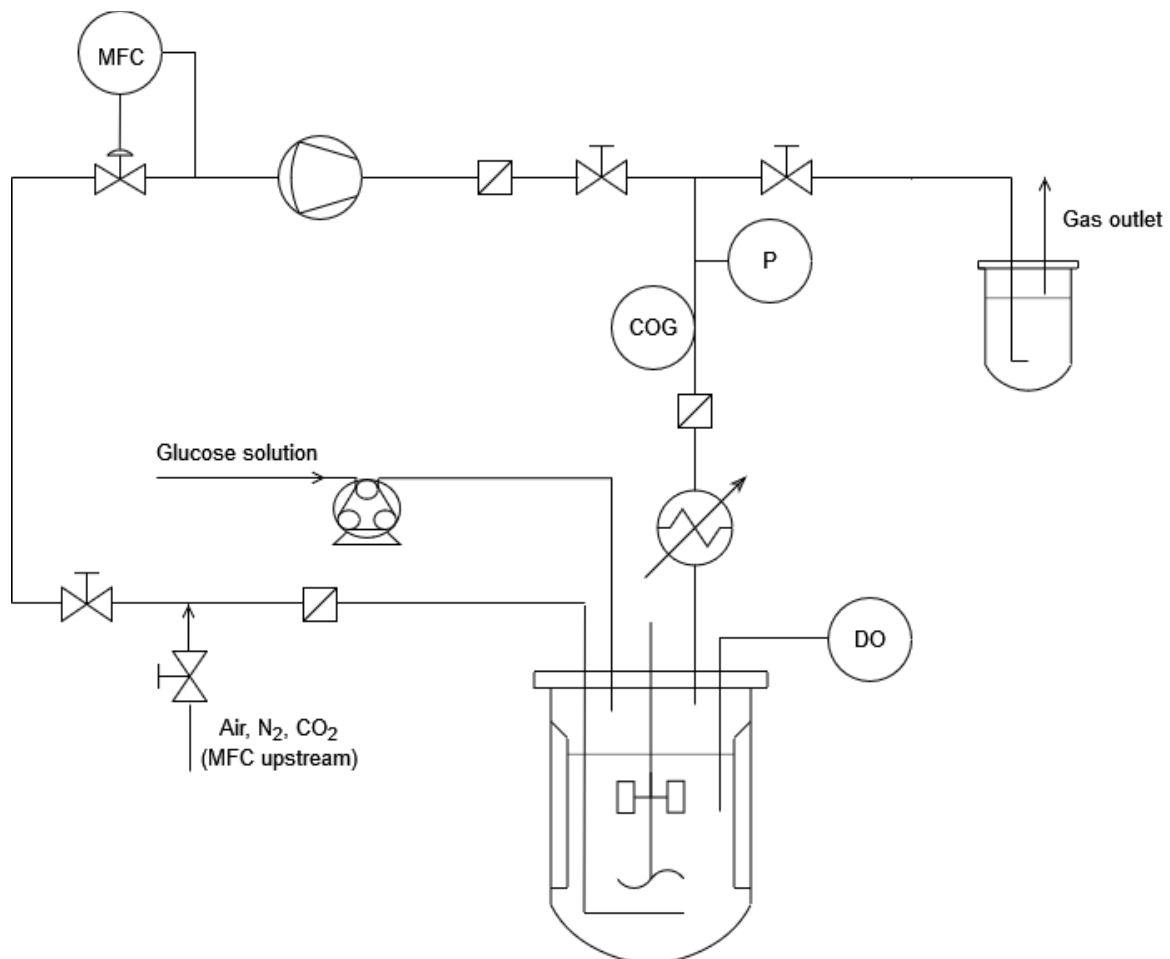 MFC
Gas outlet
P
COG
Glucose solution
DO
Air, N₂, CO₂
(MFC upstream)